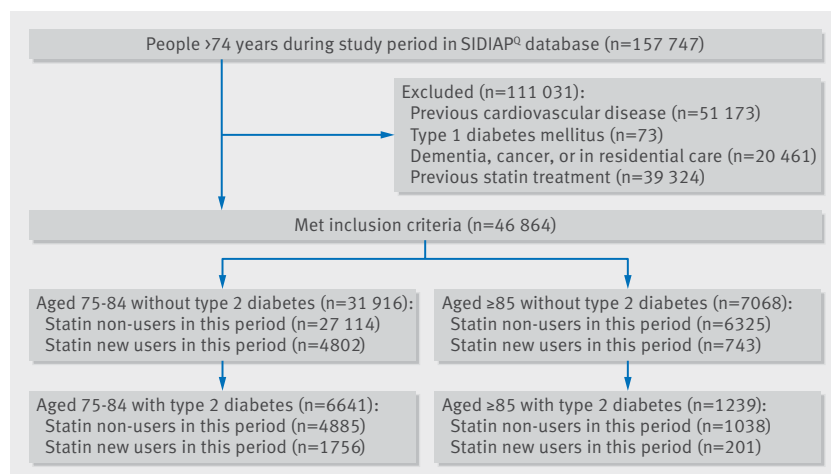 People >74 years during study period in SIDIAPQ database (n=157 747)
Excluded (n=111 031):
Previous cardiovascular disease (n=51 173)
Type 1 diabetes mellitus (n=73)
Dementia, cancer, or in residential care (n=20 461)
Previous statin treatment (n=39 324)
Met inclusion criteria (n=46 864)
Aged 75-84 without type 2 diabetes (n=31 916):
Statin non-users in this period (n=27 114)
Statin new users in this period (n=4802)
Aged ≥85 without type 2 diabetes (n=7068):
Statin non-users in this period (n=6325)
Statin new users in this period (n=743)
Aged 75-84 with type 2 diabetes (n=6641):
Statin non-users in this period (n=4885)
Statin new users in this period (n=1756)
Aged ≥85 with type 2 diabetes (n=1239):
Statin non-users in this period (n=1038)
Statin new users in this period (n=201)